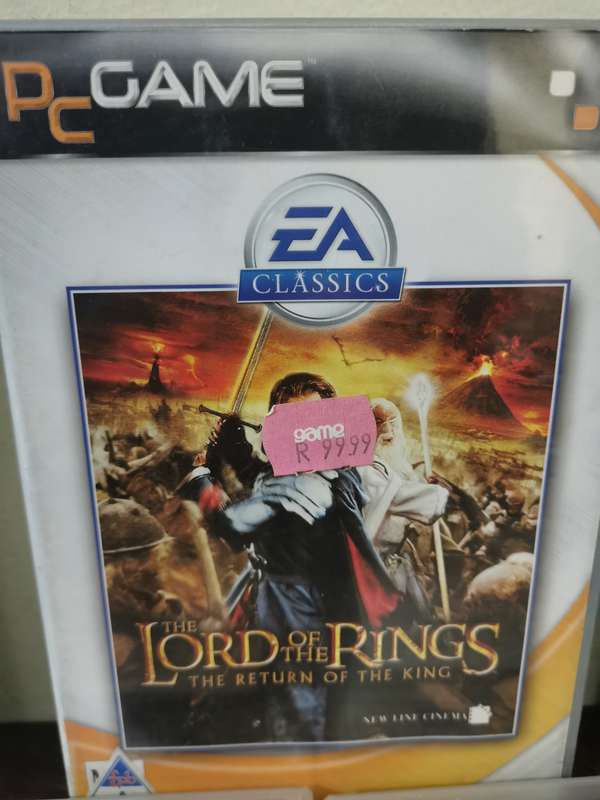 PC GAME™
EA
CLASSICS
game
R 99.99
THE
LORD OF THE RINGS
THE RETURN OF THE KING
NEW LINE CINEMA